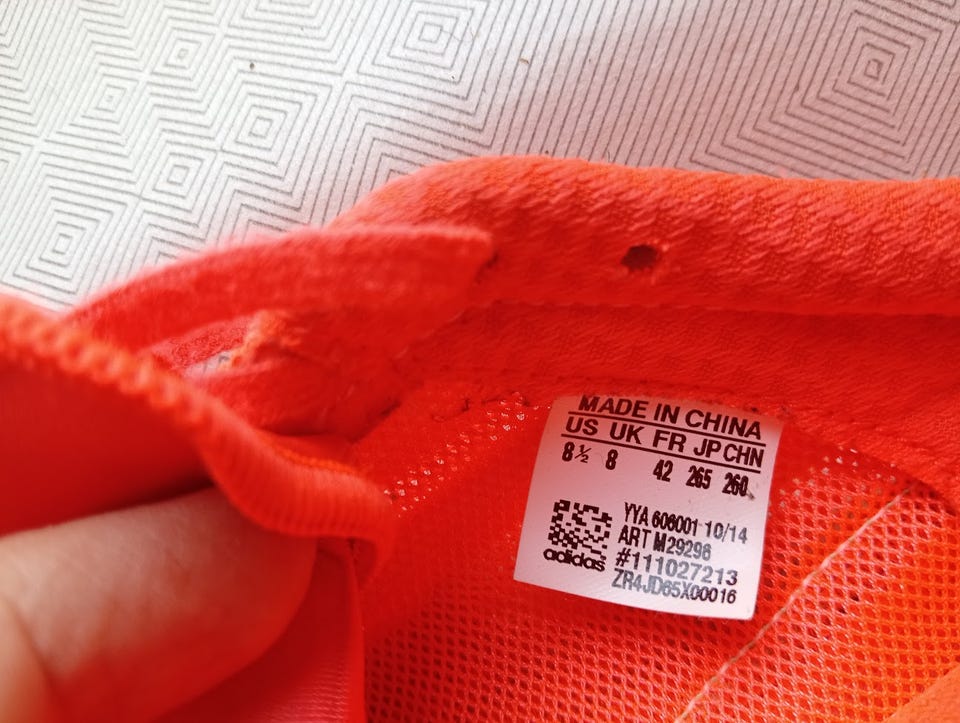 MADE IN CHINA
US UK FR JP CHN
8½ 8 42 265 260
YYA 606001 10/14
ART M29296
#111027213
ZR4JD65X00016
adidas